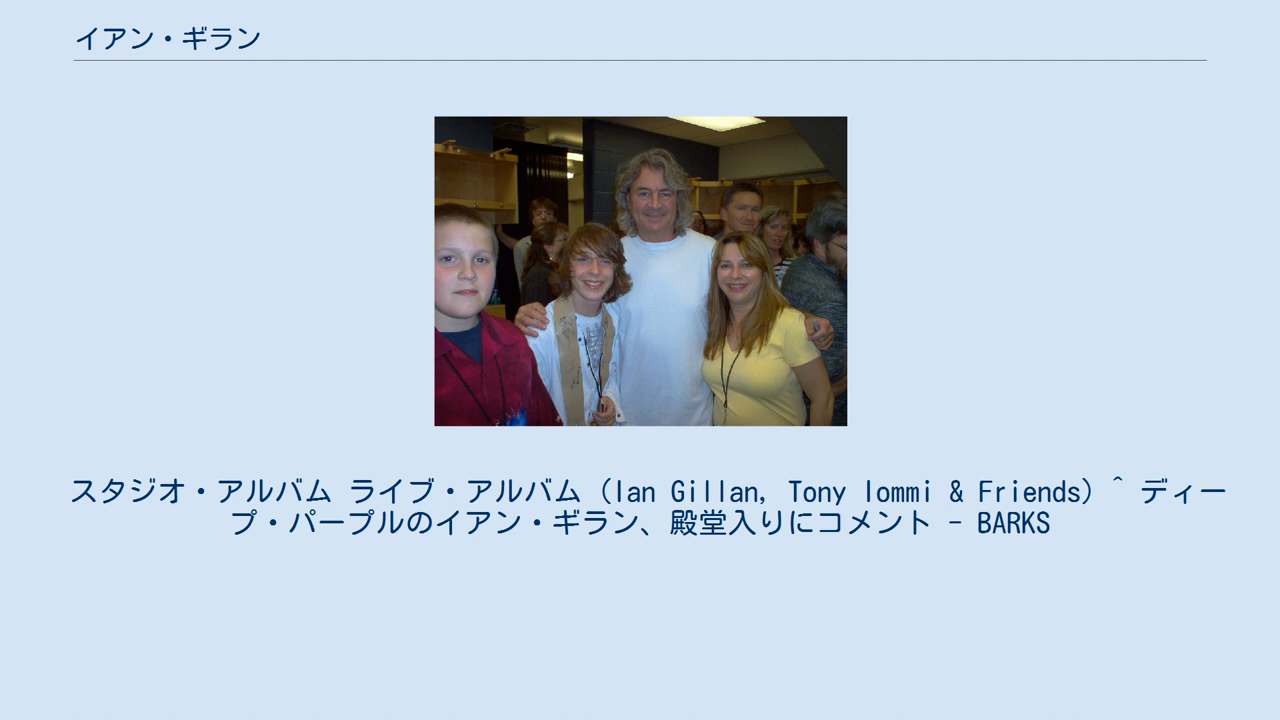 イアン・ギラン
スタジオ・アルバム ライブ・アルバム (Ian Gillan, Tony Iommi & Friends) ^ ディー
プ・パープルのイアン・ギラン、殿堂入りにコメント - BARKS